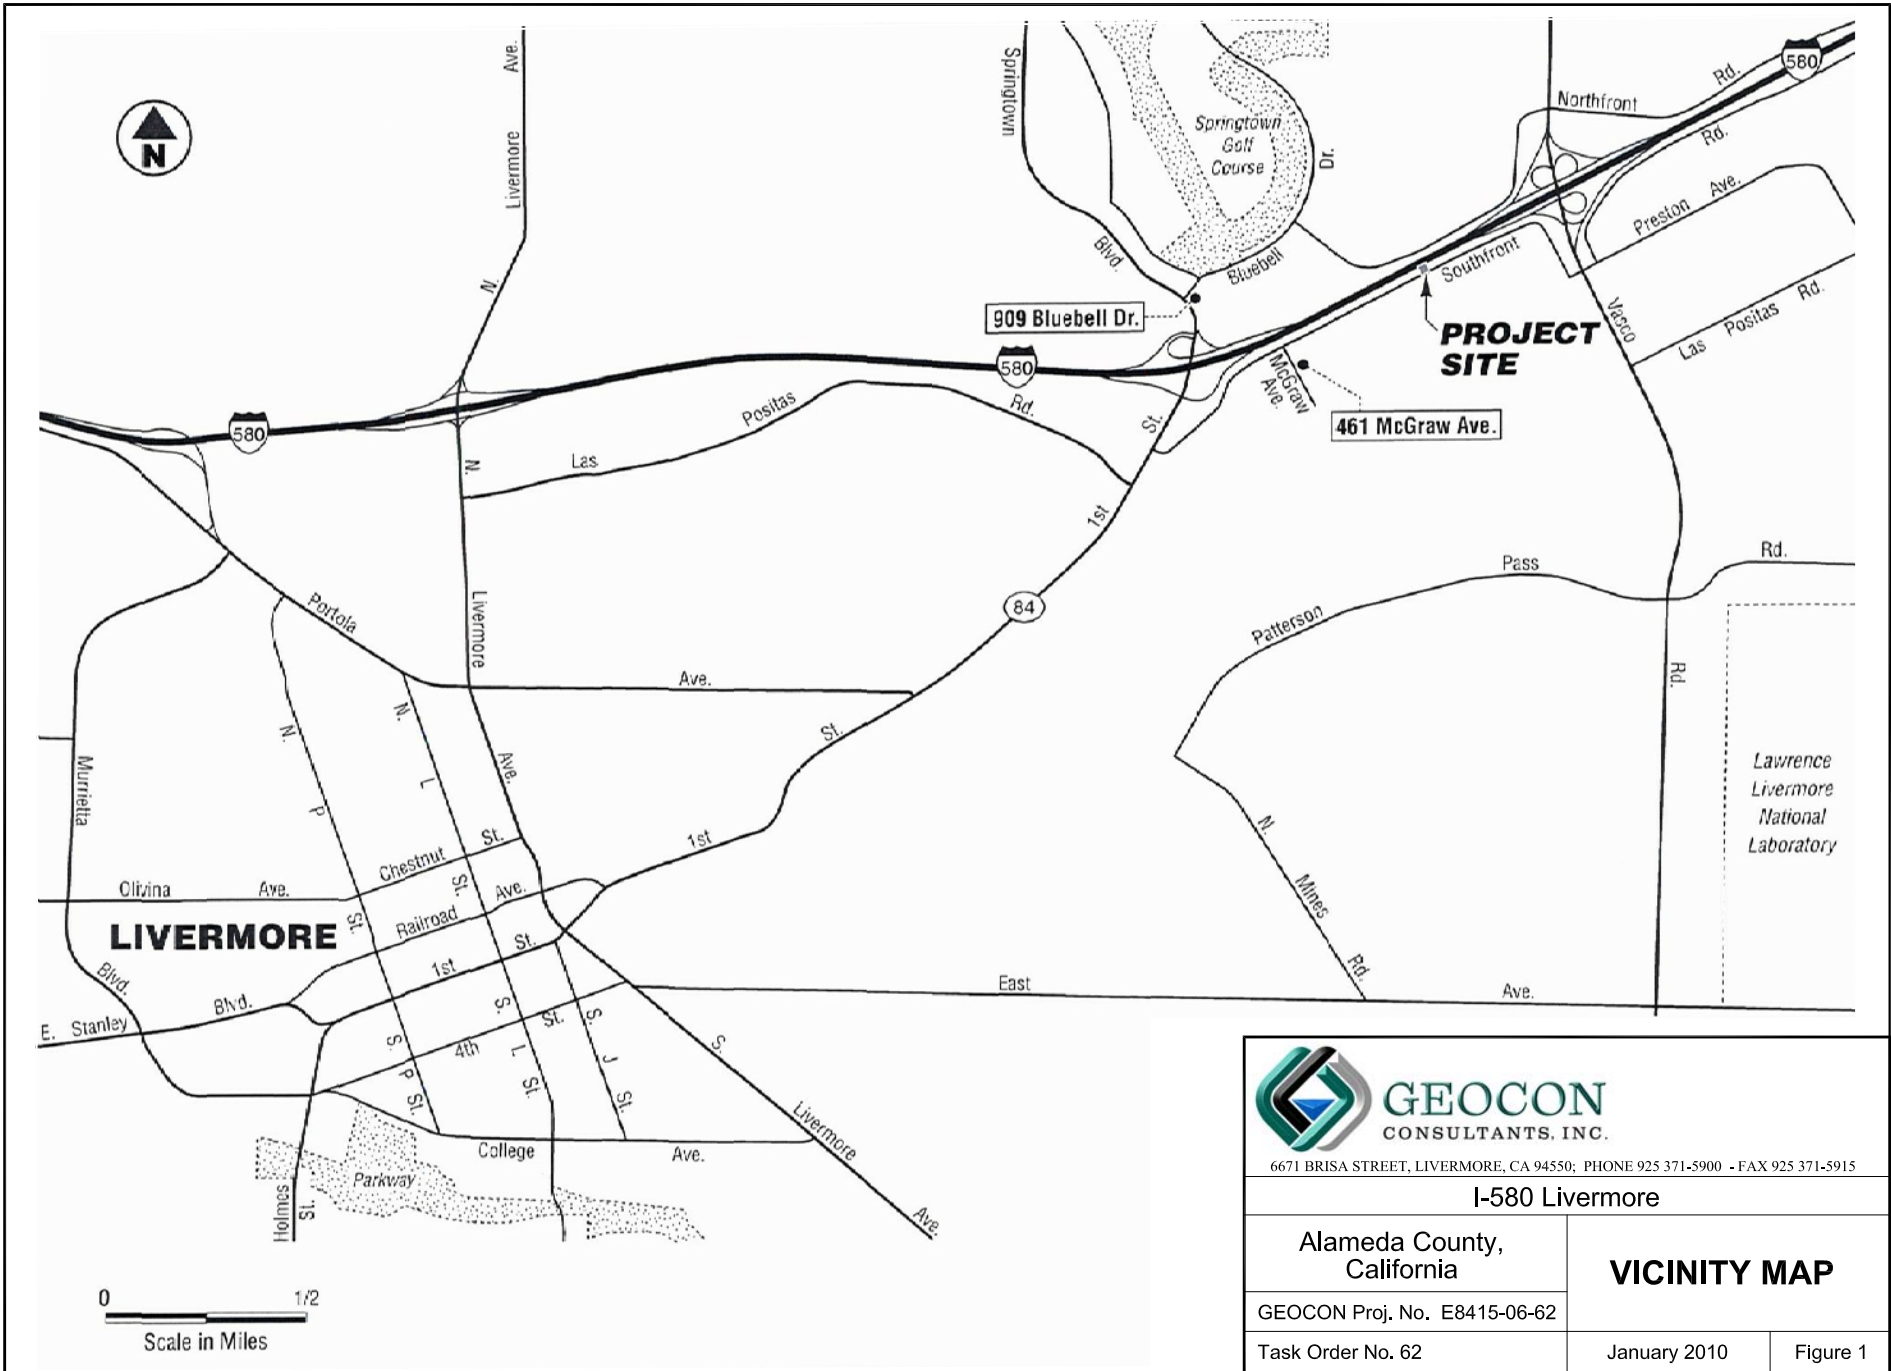 Livermore Ave.
N
Springtown
Blvd.
Springtown
Golf
Course
Dr.
Bluebell
Northfront
Rd.
580
Rd.
Preston Ave.
Southfront
Las Positas Rd.
Vasco
N.
909 Bluebell Dr.
PROJECT
SITE
580
580
McGraw
Ave.
461 McGraw Ave.
Las Positas Rd.
N.
1st St.
84
Livermore
Portola
Ave.
Patterson Pass Rd.
Rd.
N. P St.
N. L St.
Ave.
Murrieta
Blvd.
1st St.
Lawrence
Livermore
National
Laboratory
Chestnut St.
Olivina Ave.
Railroad Ave.
LIVERMORE
1st St.
N. Mines Rd.
East Ave.
E. Stanley Blvd.
4th St.
S. P St.
S. L St.
S. J St.
S. Livermore Ave.
College Ave.
Parkway
Holmes St.
0 1/2
Scale in Miles
GEOCON
CONSULTANTS, INC.
6671 BRISA STREET, LIVERMORE, CA 94550; PHONE 925 371-5900 - FAX 925 371-5915
I-580 Livermore
Alameda County,
California
VICINITY MAP
GEOCON Proj. No. E8415-06-62
Task Order No. 62
January 2010
Figure 1